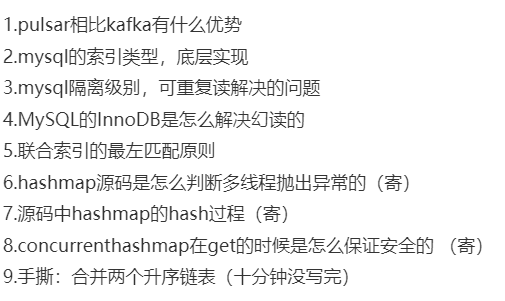 1.pulsar相比kafka有什么优势
2.mysql的索引类型，底层实现
3.mysql隔离级别，可重复读解决的问题
4.MySQL的InnoDB是怎么解决幻读的
5.联合索引的最左匹配原则
6.hashmap源码是怎么判断多线程抛出异常的（寄）
7.源码中hashmap的hash过程（寄）
8.concurrenthashmap在get的时候是怎么保证安全的 （寄）
9.手撕：合并两个升序链表（十分钟没写完）